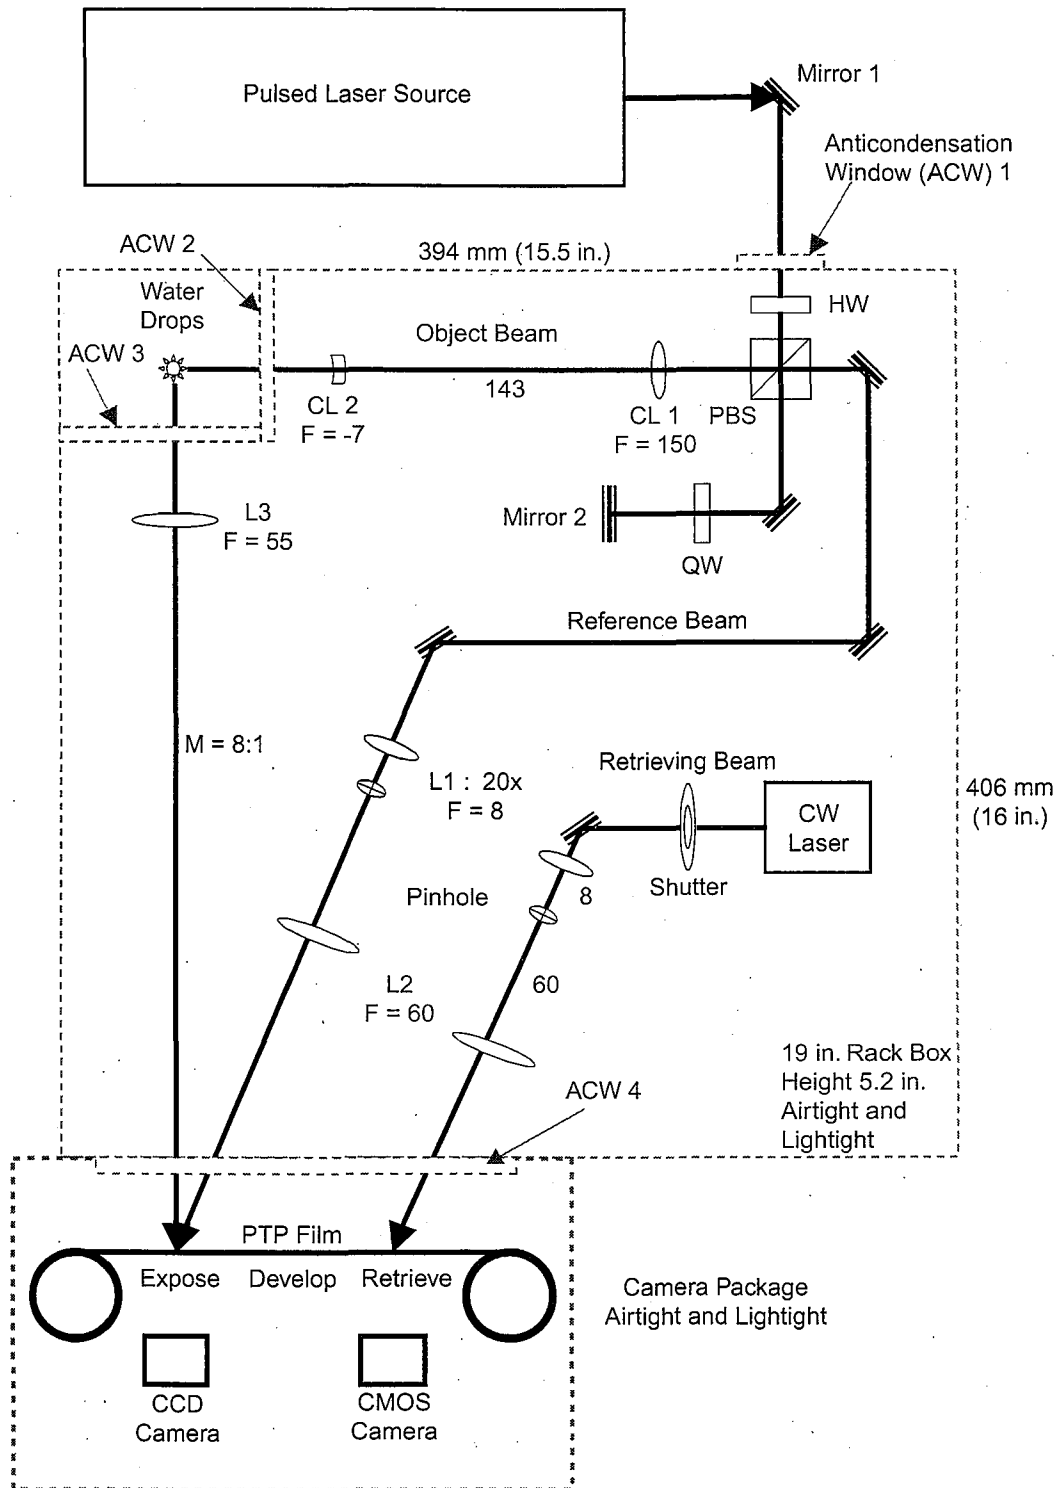 Pulsed Laser Source
Mirror 1
Anticondensation
Window (ACW) 1
ACW 2
394 mm (15.5 in.)
Water
Drops
HW
Object Beam
ACW 3
143
CL 2
F = -7
CL 1
F = 150
PBS
L3
F = 55
Mirror 2
QW
Reference Beam
M = 8:1
L1 : 20x
F = 8
Retrieving Beam
CW
Laser
406 mm
(16 in.)
Shutter
8
Pinhole
60
L2
F = 60
19 in. Rack Box
Height 5.2 in.
Airtight and
Lightight
ACW 4
PTP Film
Expose
Develop
Retrieve
Camera Package
Airtight and Lightight
CCD
Camera
CMOS
Camera